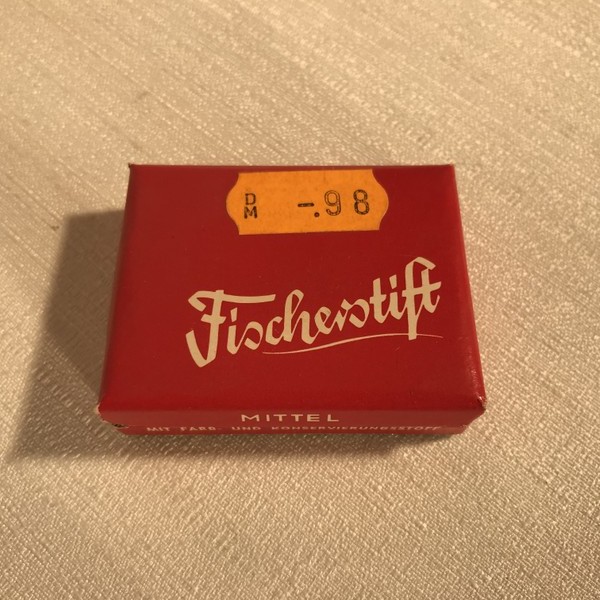 DM -.98
Fischerstift
MITTEL
MIT FARB- UND KONSERVIERUNGSSTOFF